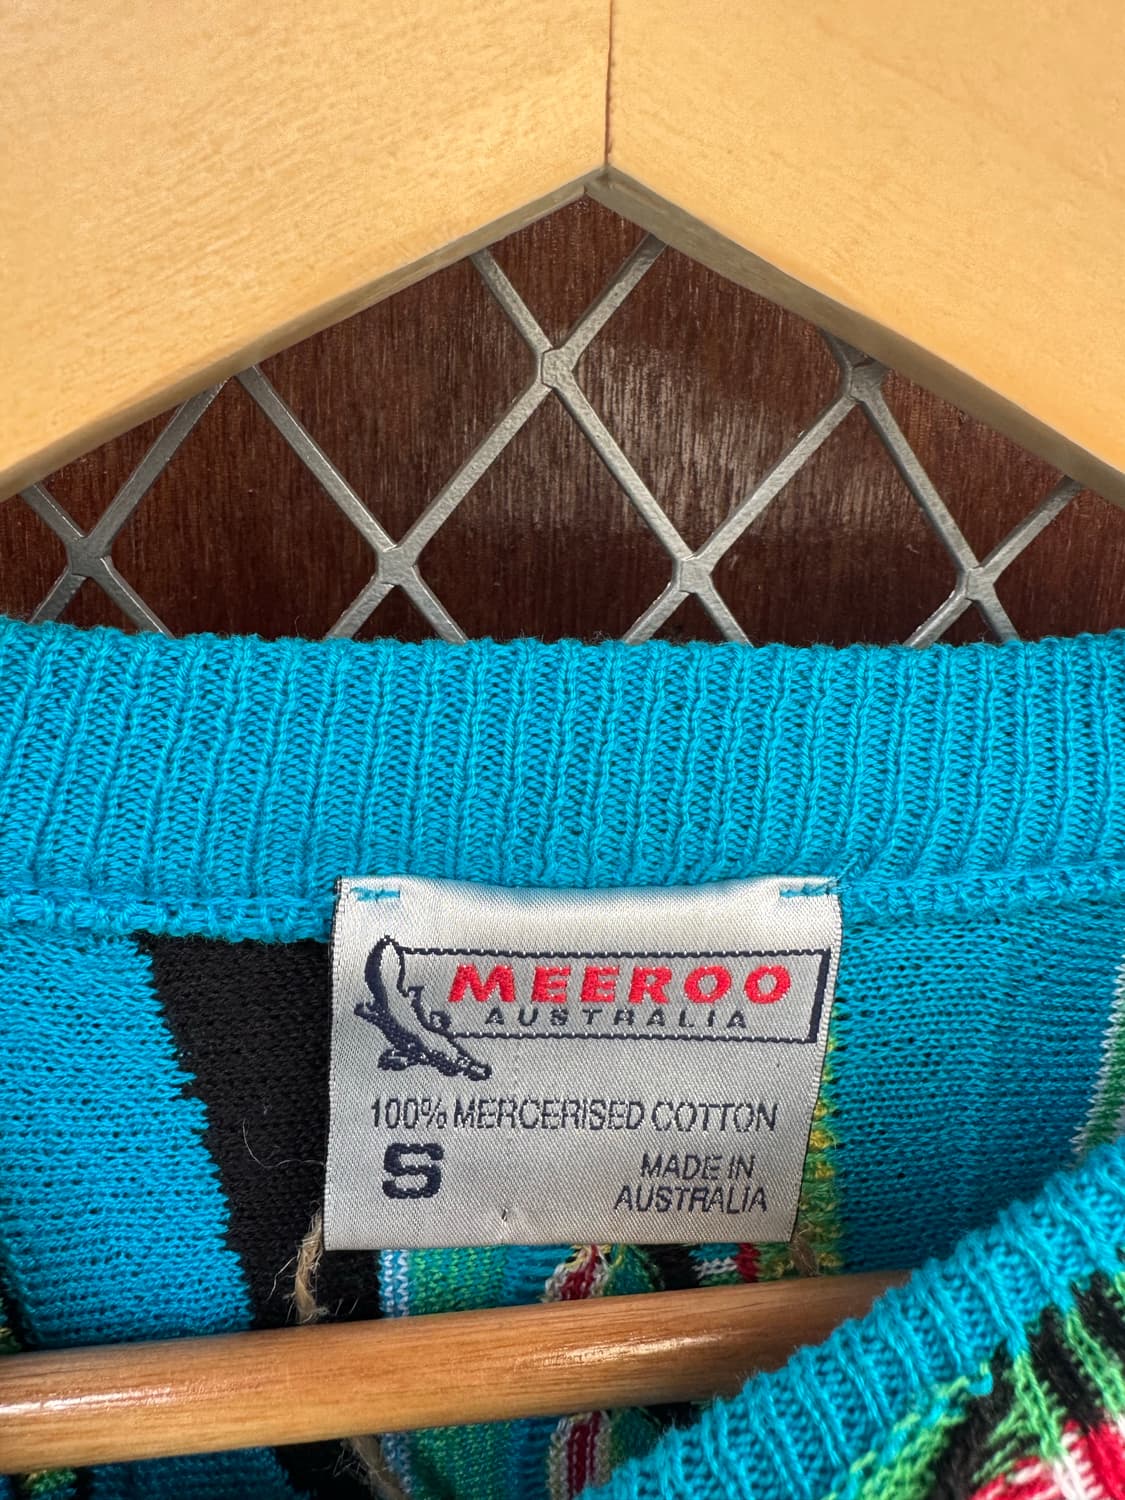 MEEROO
AUSTRALIA
100% MERCERISED COTTON
S
MADE IN
AUSTRALIA